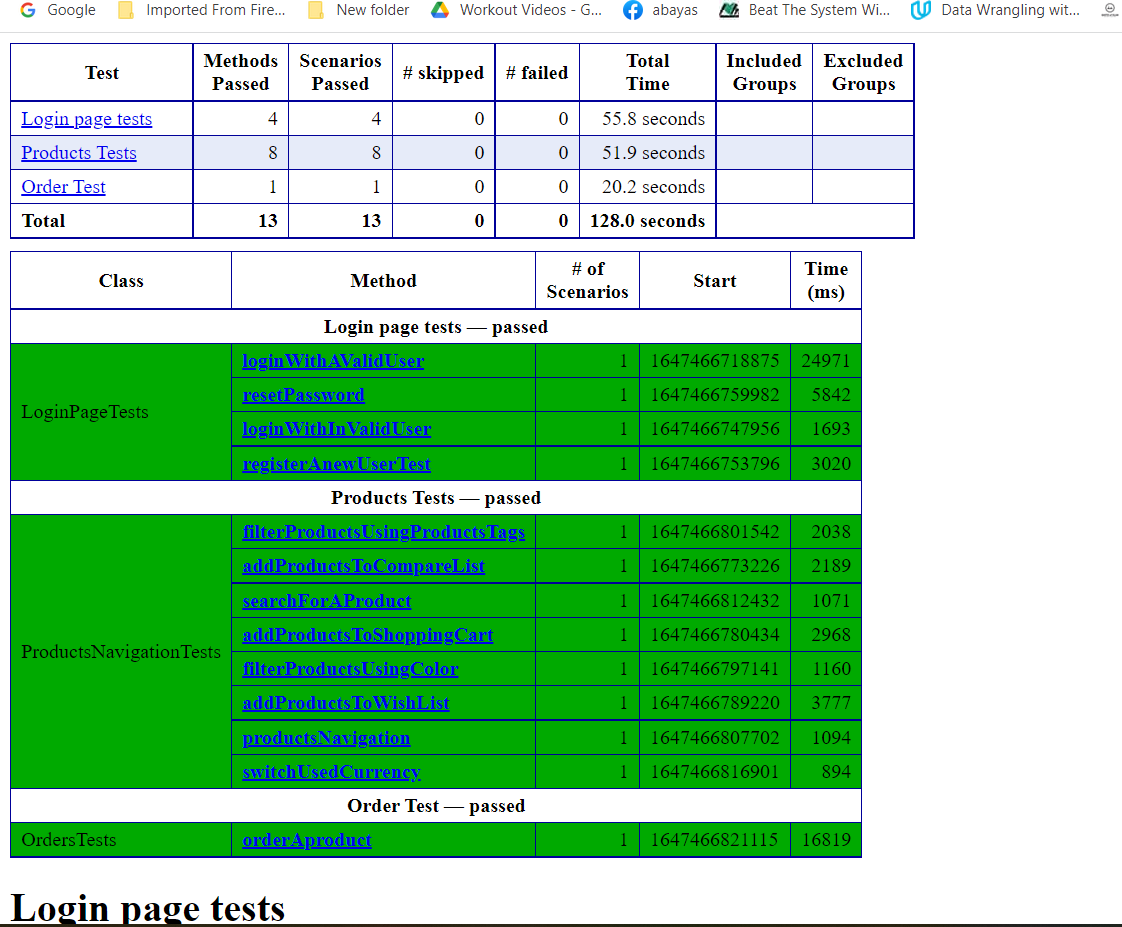 Google Imported From Fire... New folder Workout Videos - G... abayas Beat The System Wi... Data Wrangling wit...
Test Methods Passed Scenarios Passed # skipped # failed Total Time Included Groups Excluded Groups
Login page tests 4 4 0 0 55.8 seconds
Products Tests 8 8 0 0 51.9 seconds
Order Test 1 1 0 0 20.2 seconds
Total 13 13 0 0 128.0 seconds
Class Method # of Scenarios Start Time (ms)
Login page tests — passed
LoginPageTests
loginWithAValidUser 1 1647466718875 24971
resetPassword 1 1647466759982 5842
loginWithInValidUser 1 1647466747956 1693
registerAnewUserTest 1 1647466753796 3020
Products Tests — passed
ProductsNavigationTests
filterProductsUsingProductsTags 1 1647466801542 2038
addProductsToCompareList 1 1647466773226 2189
searchForAProduct 1 1647466812432 1071
addProductsToShoppingCart 1 1647466780434 2968
filterProductsUsingColor 1 1647466797141 1160
addProductsToWishList 1 1647466789220 3777
productsNavigation 1 1647466807702 1094
switchUsedCurrency 1 1647466816901 894
Order Test — passed
OrdersTests orderAproduct 1 1647466821115 16819
Login page tests